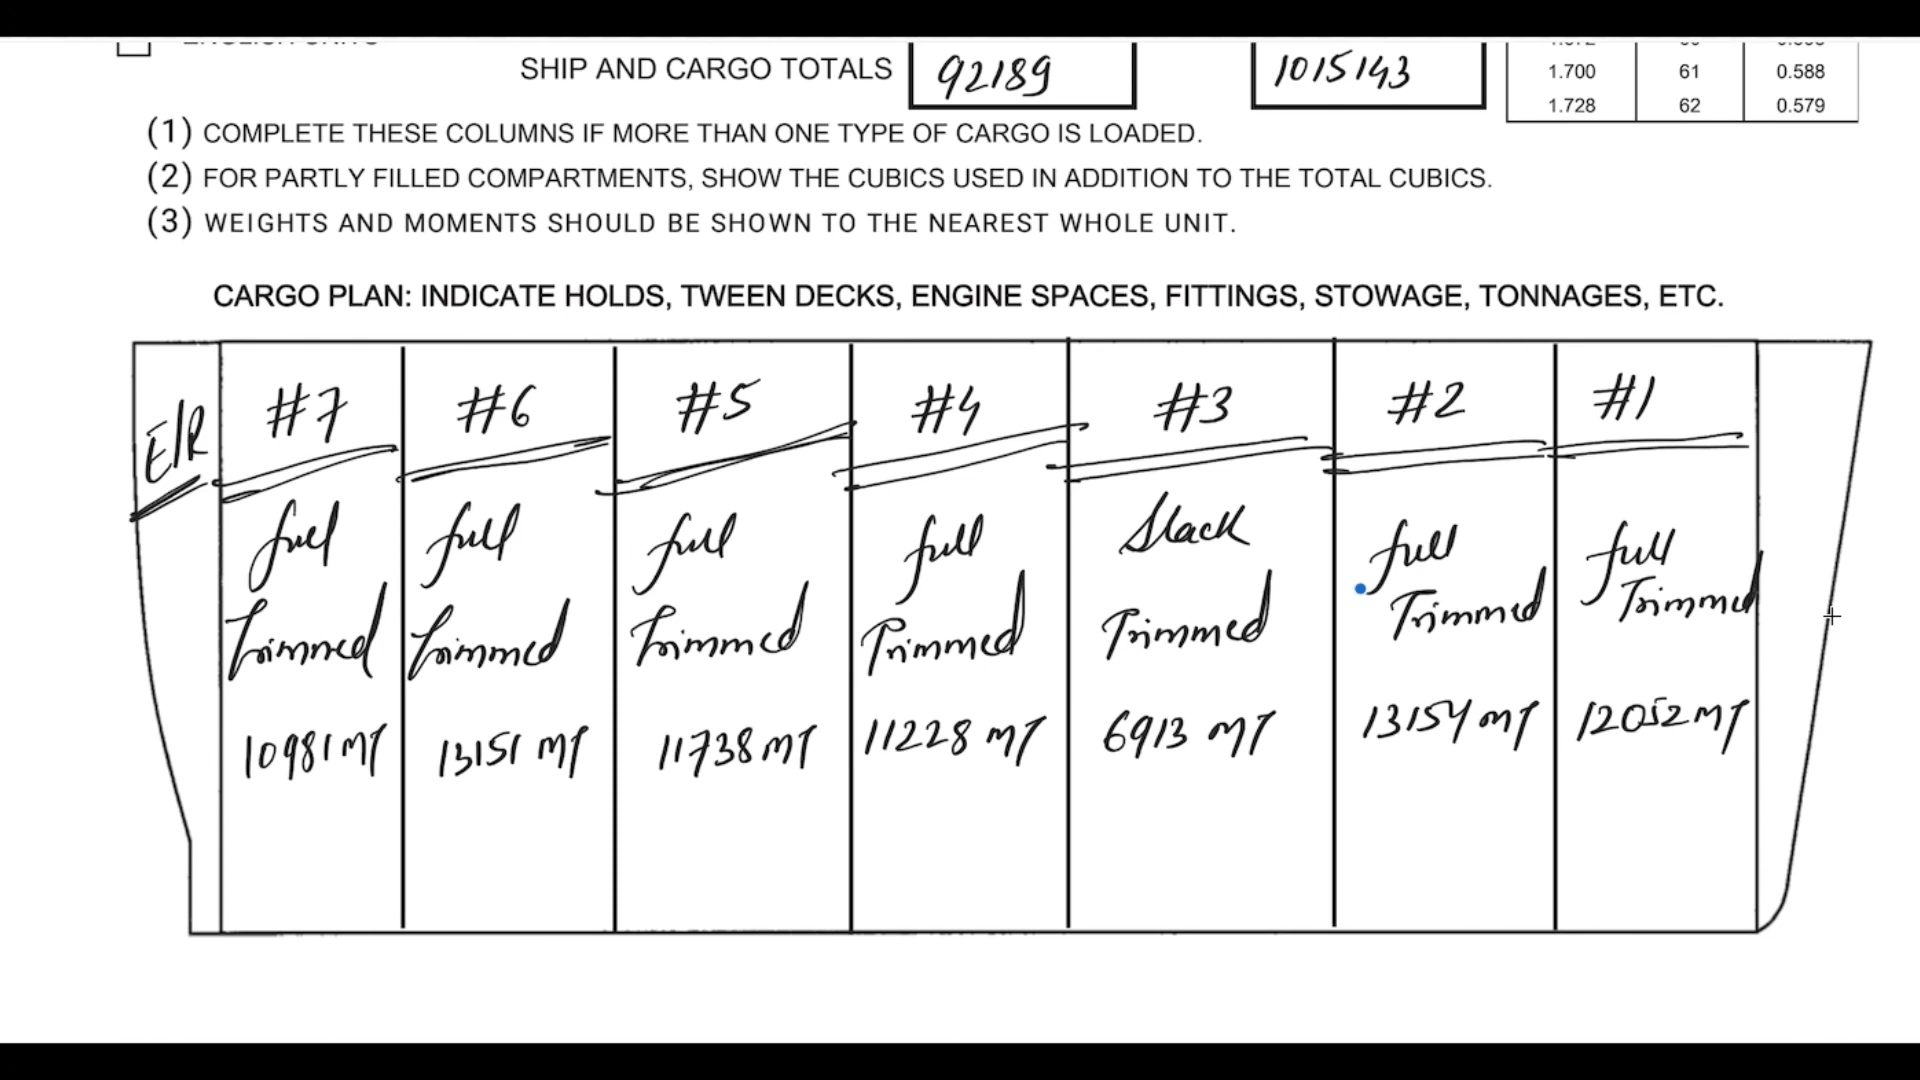 SHIP AND CARGO TOTALS 92189 1015143
1.700 61 0.588
1.728 62 0.579
(1) COMPLETE THESE COLUMNS IF MORE THAN ONE TYPE OF CARGO IS LOADED.
(2) FOR PARTLY FILLED COMPARTMENTS, SHOW THE CUBICS USED IN ADDITION TO THE TOTAL CUBICS.
(3) WEIGHTS AND MOMENTS SHOULD BE SHOWN TO THE NEAREST WHOLE UNIT.
CARGO PLAN: INDICATE HOLDS, TWEEN DECKS, ENGINE SPACES, FITTINGS, STOWAGE, TONNAGES, ETC.
E/R #7 #6 #5 #4 #3 #2 #1
full full full full Slack full full
Trimmed Trimmed Trimmed Trimmed Trimmed Trimmed Trimmed
10981 MT 13151 MT 11738 MT 11228 MT 6913 MT 13154 MT 12052 MT